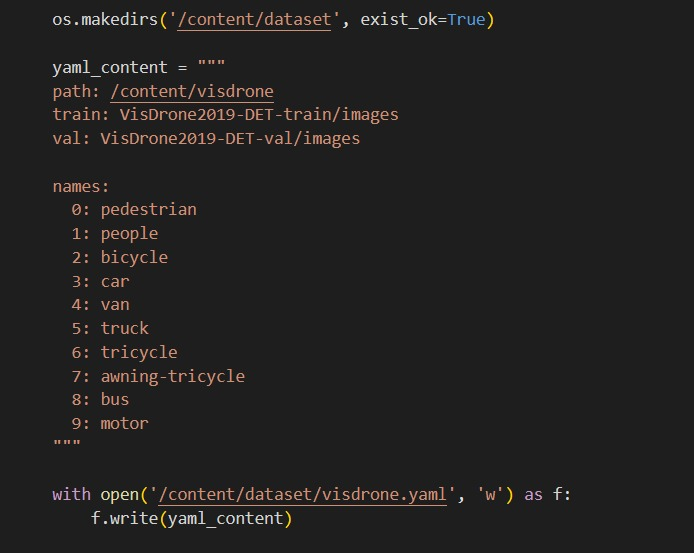 os.makedirs('/content/dataset', exist_ok=True)

yaml_content = """
path: /content/visdrone
train: VisDrone2019-DET-train/images
val: VisDrone2019-DET-val/images

names:
  0: pedestrian
  1: people
  2: bicycle
  3: car
  4: van
  5: truck
  6: tricycle
  7: awning-tricycle
  8: bus
  9: motor
"""

with open('/content/dataset/visdrone.yaml', 'w') as f:
    f.write(yaml_content)